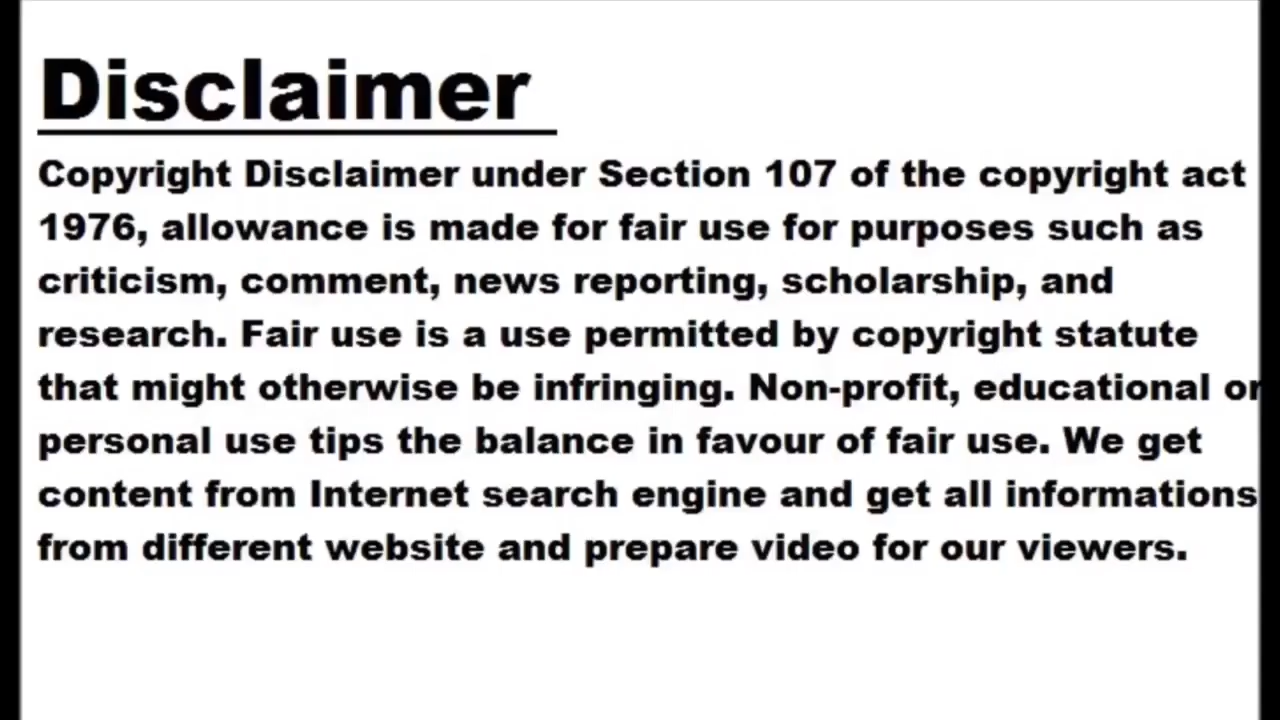 Disclaimer
Copyright Disclaimer under Section 107 of the copyright act
1976, allowance is made for fair use for purposes such as
criticism, comment, news reporting, scholarship, and
research. Fair use is a use permitted by copyright statute
that might otherwise be infringing. Non-profit, educational or
personal use tips the balance in favour of fair use. We get
content from Internet search engine and get all informations
from different website and prepare video for our viewers.